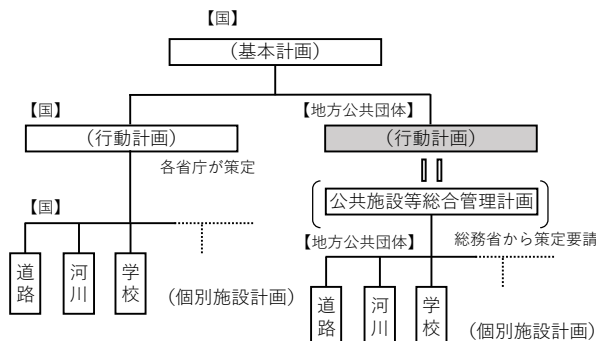 【国】
(基本計画)
【国】
(行動計画)
各省庁が策定
【地方公共団体】
(行動計画)
公共施設等総合管理計画
総務省から策定要請
【国】
道路
河川
学校
(個別施設計画)
【地方公共団体】
道路
河川
学校
(個別施設計画)